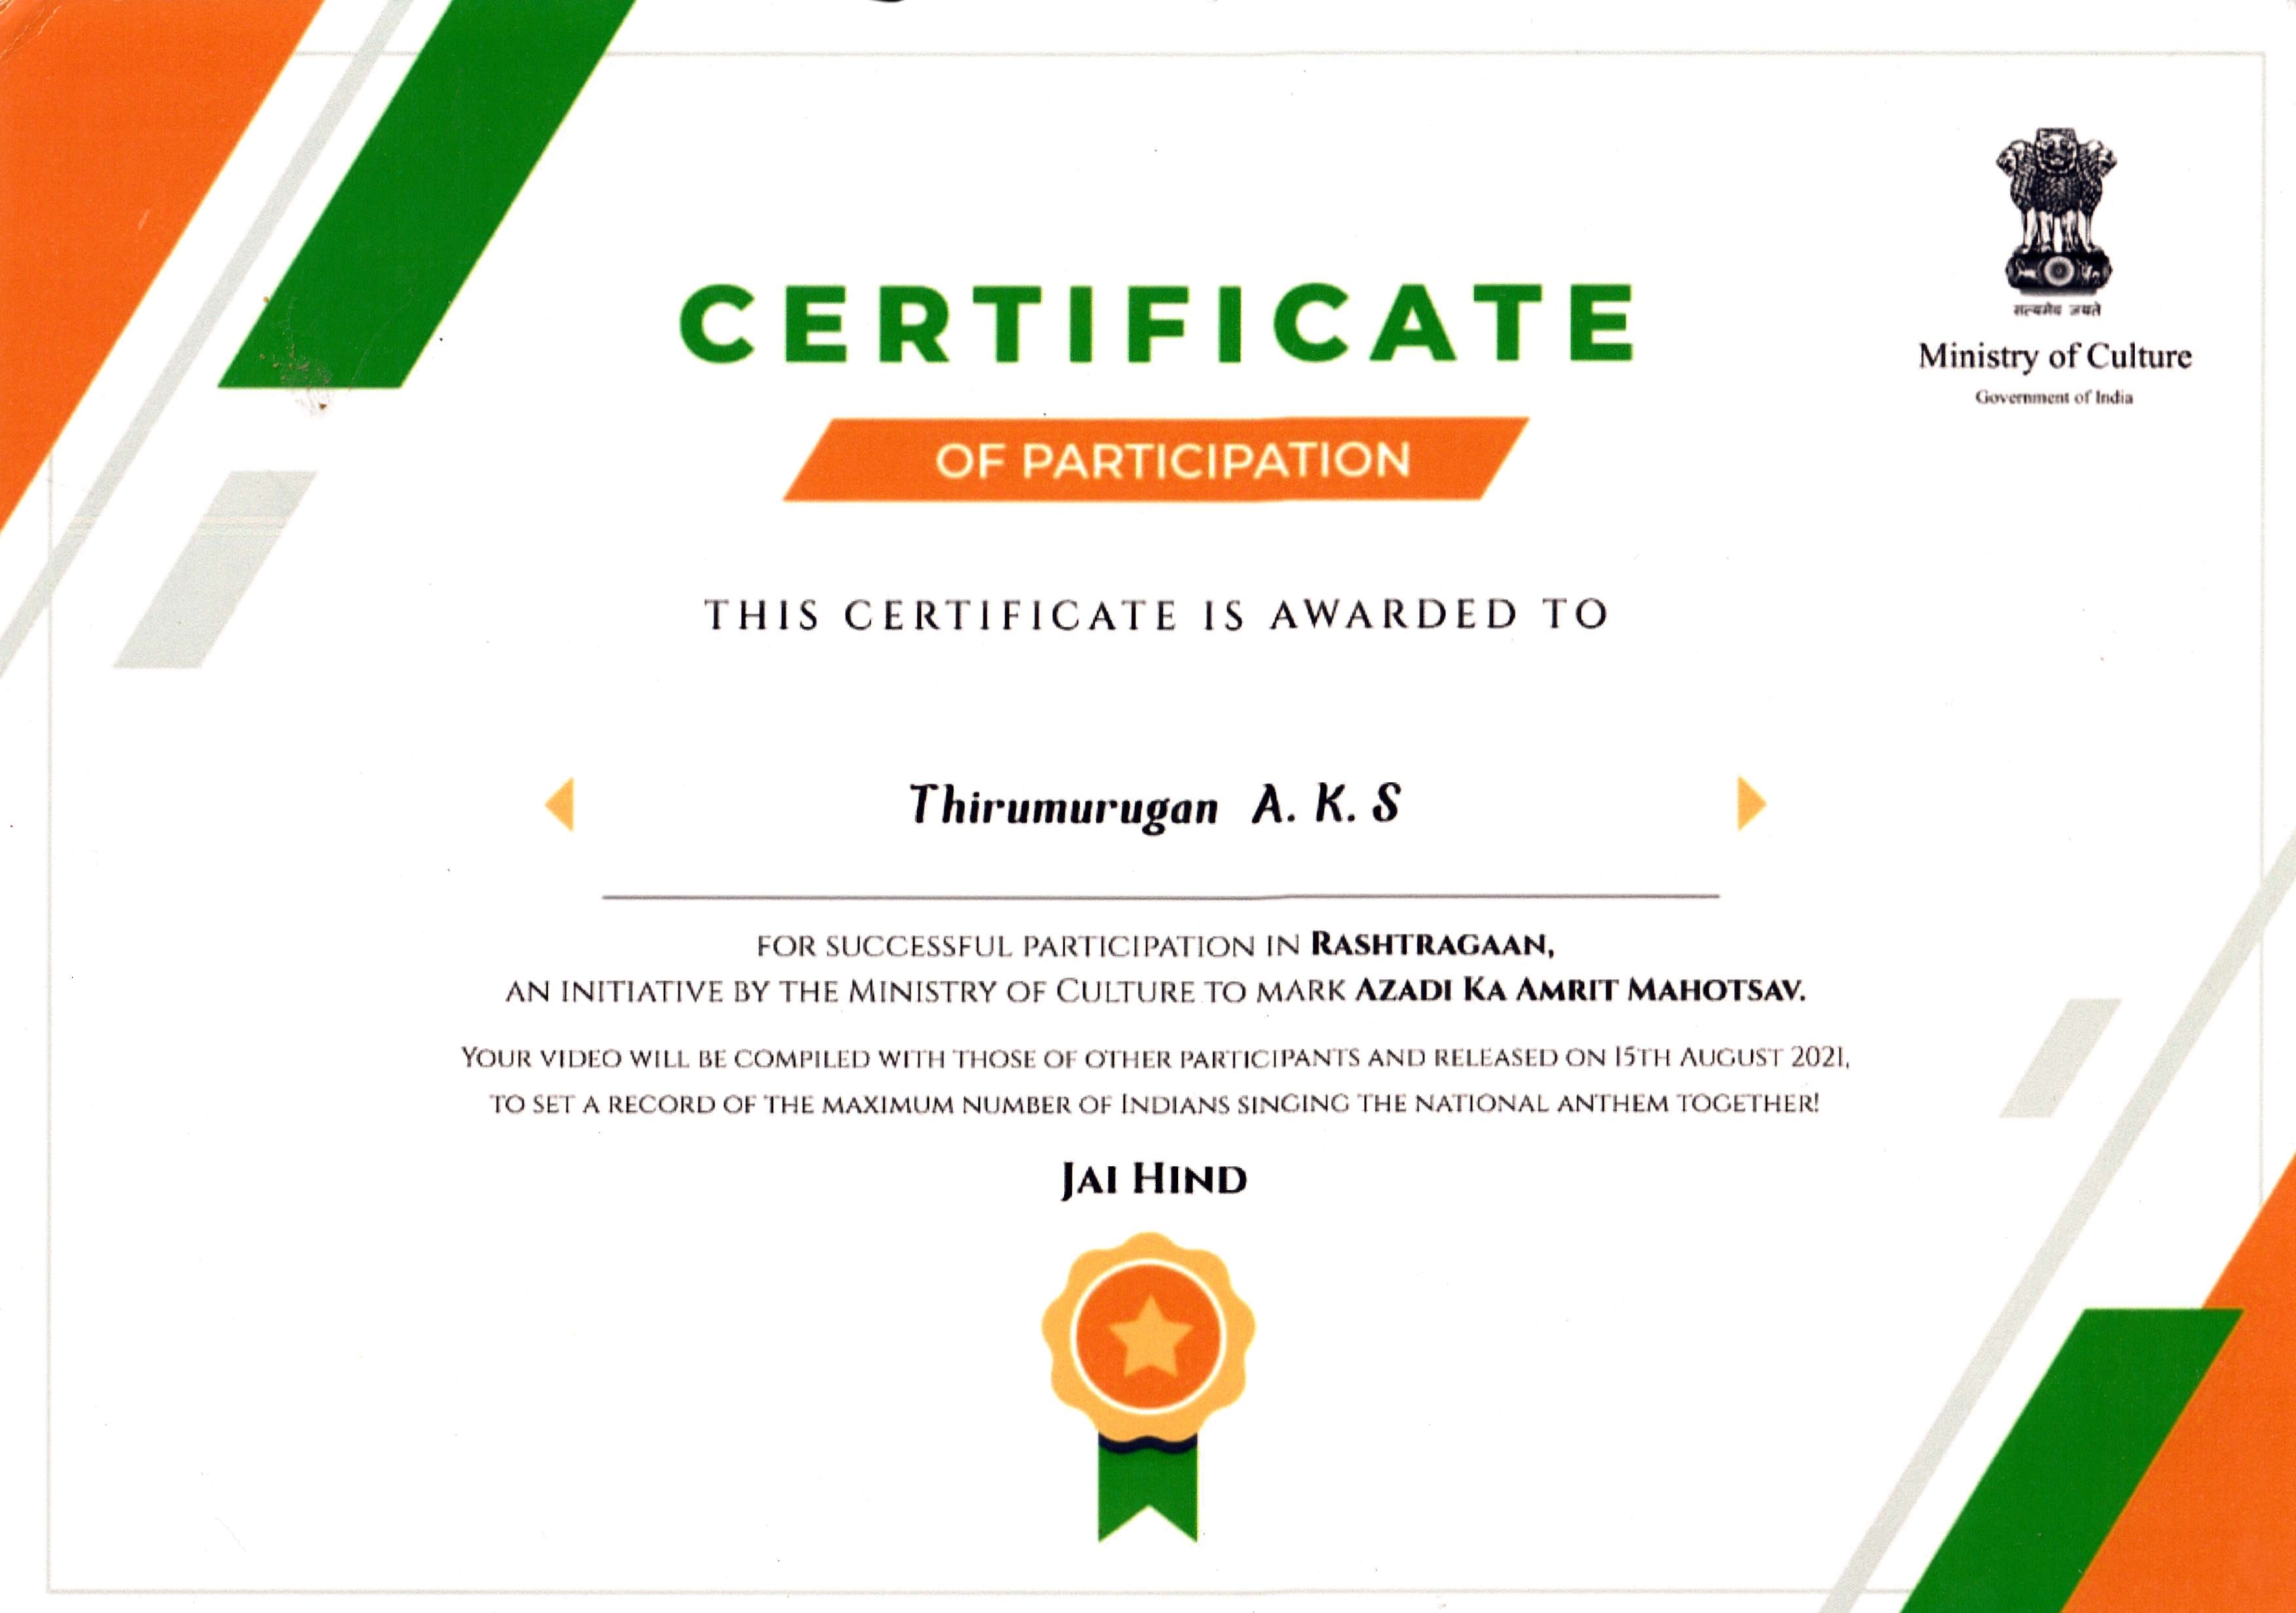 CERTIFICATE
OF PARTICIPATION
सत्यमेव जयते
Ministry of Culture
Government of India
THIS CERTIFICATE IS AWARDED TO
Thirumurugan A. K. S
FOR SUCCESSFUL PARTICIPATION IN RASHTRAGAAN,
AN INITIATIVE BY THE MINISTRY OF CULTURE TO MARK AZADI KA AMRIT MAHOTSAV.
YOUR VIDEO WILL BE COMPILED WITH THOSE OF OTHER PARTICIPANTS AND RELEASED ON 15TH AUGUST 2021,
TO SET A RECORD OF THE MAXIMUM NUMBER OF INDIANS SINGING THE NATIONAL ANTHEM TOGETHER!
JAI HIND